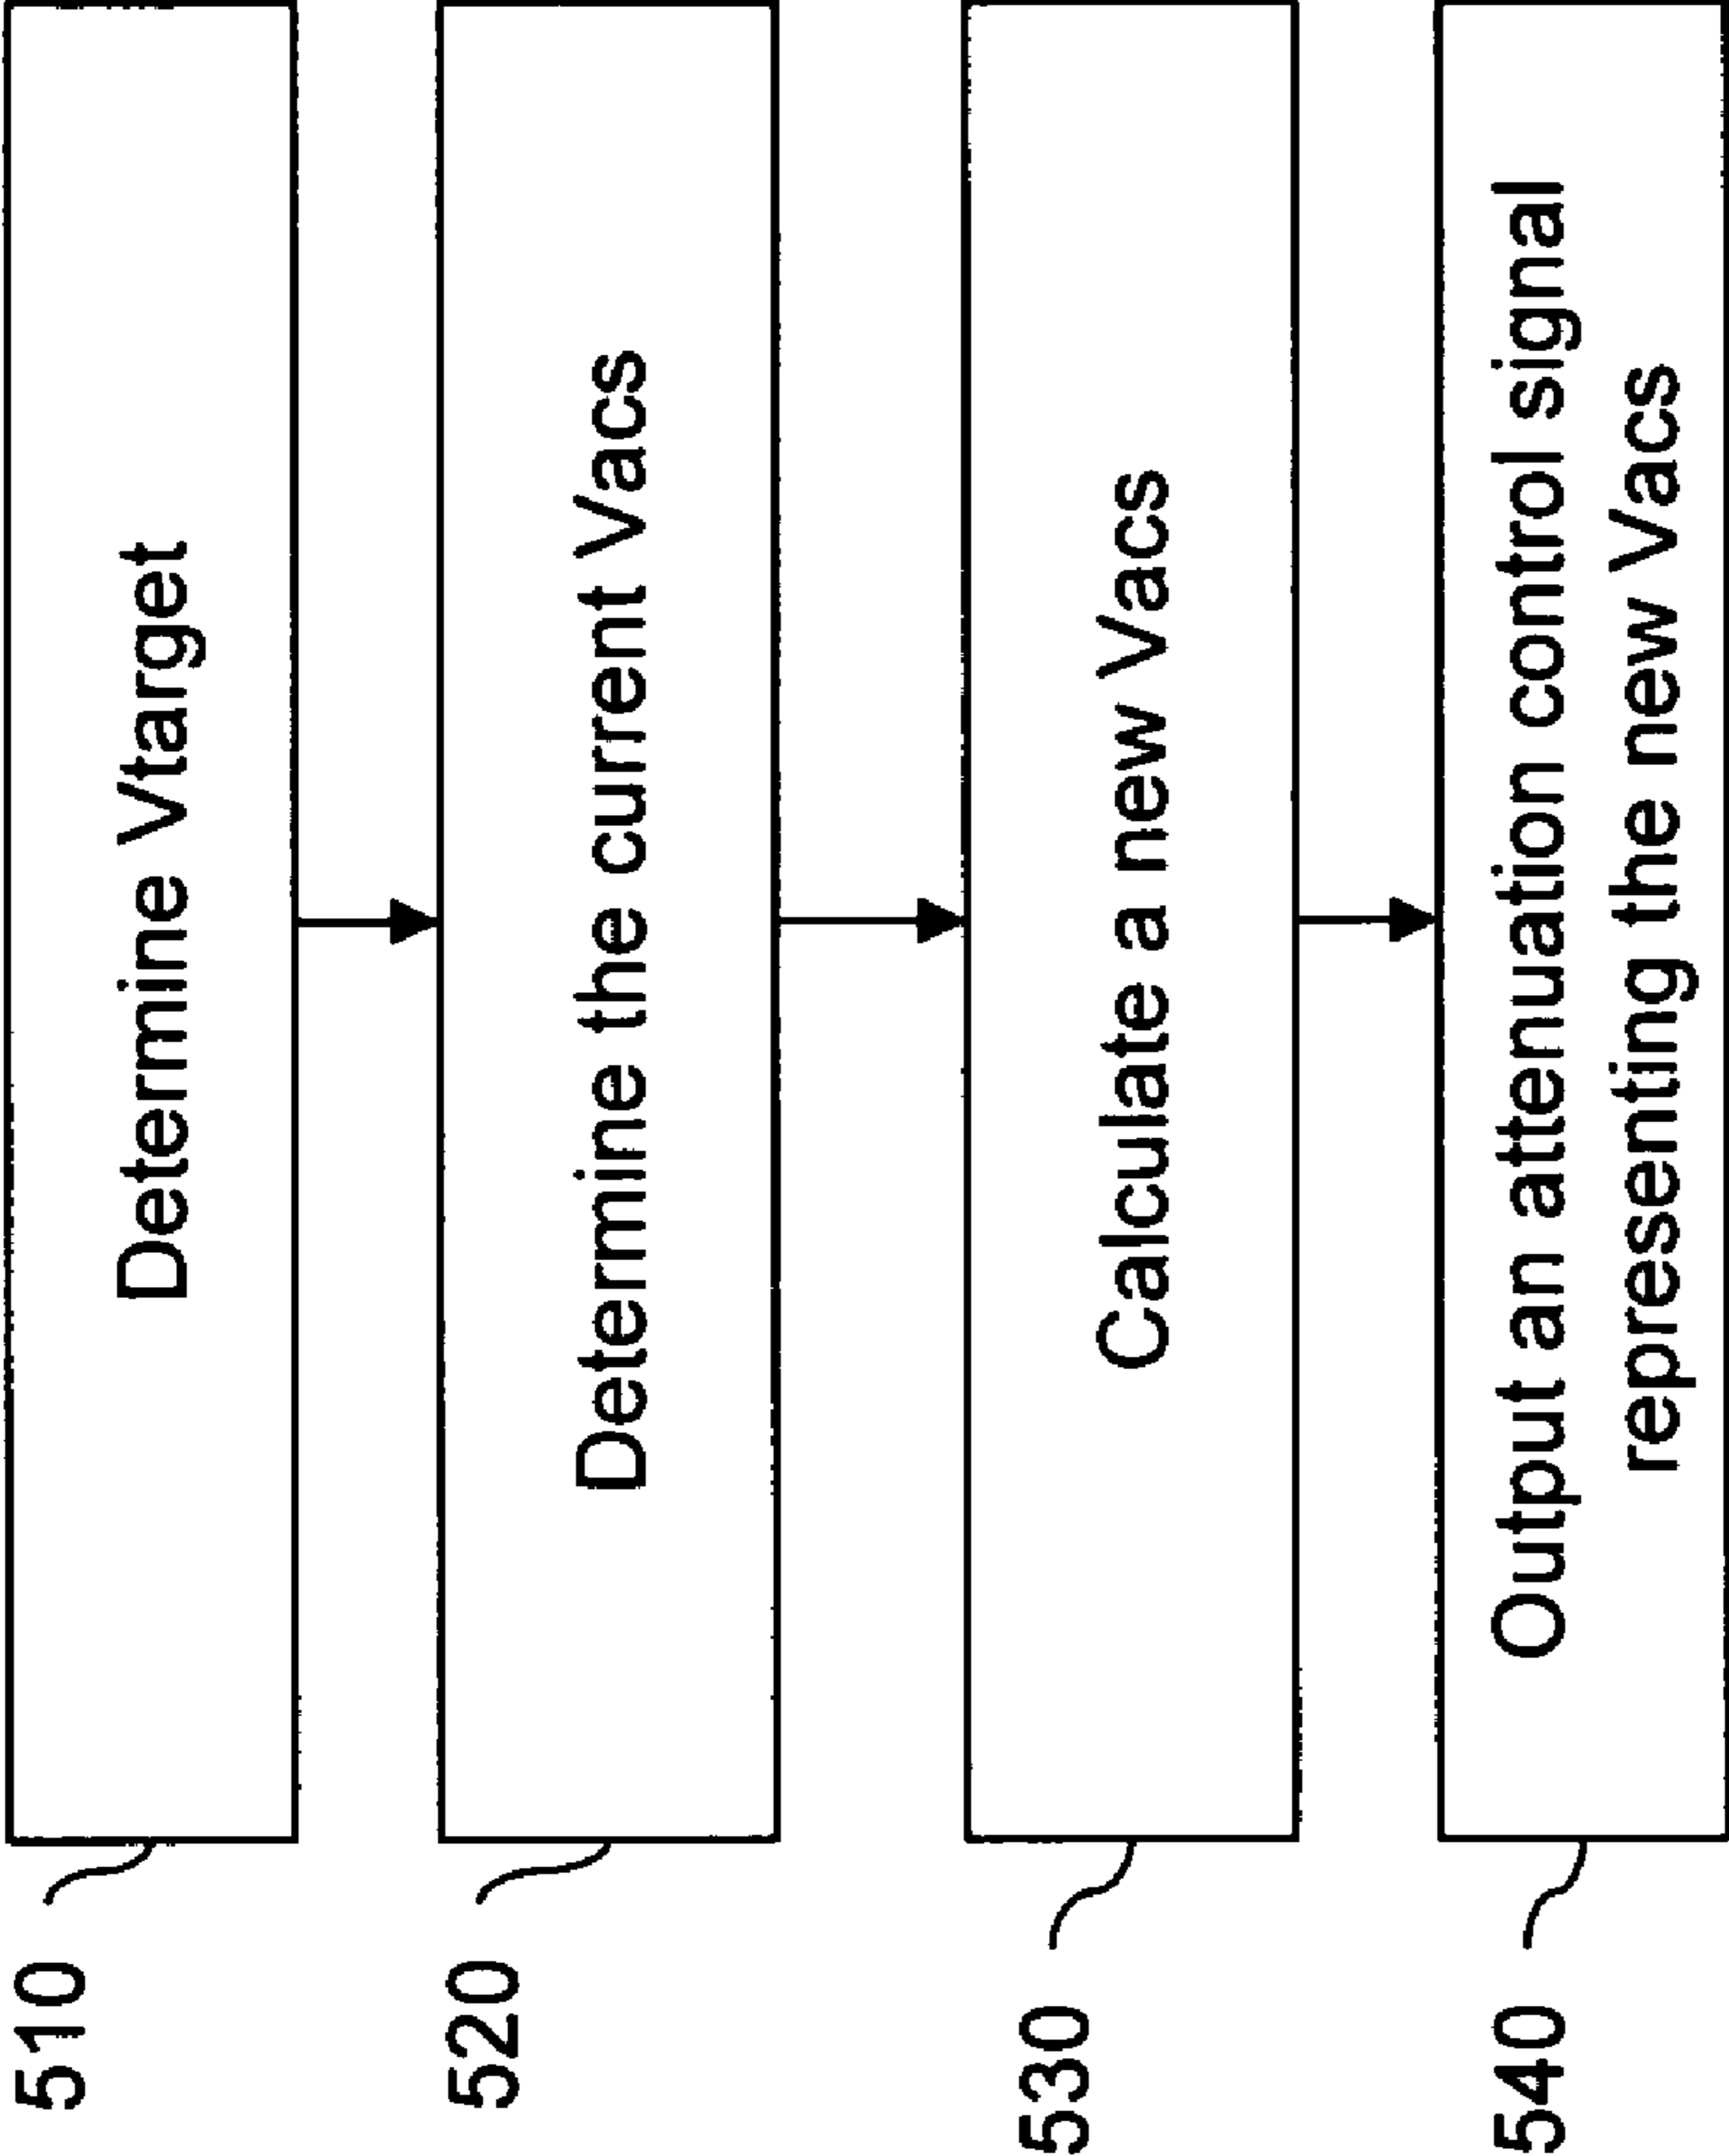 510
Determine Vtarget
520
Determine the current Vacs
530
Calculate a new Vacs
540
Output an attenuation control signal
representing the new Vacs